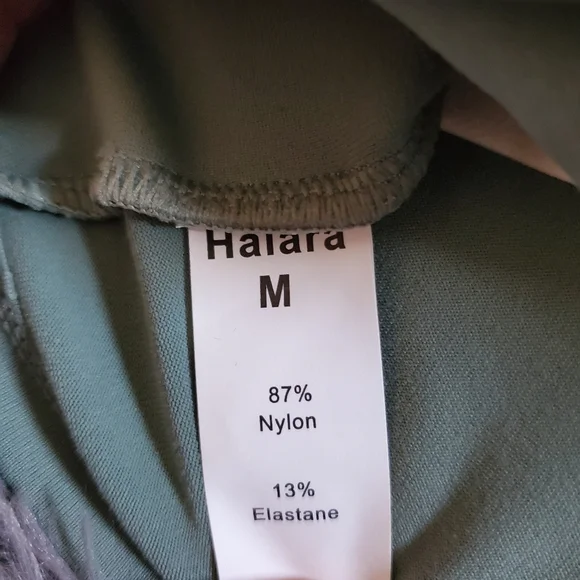 Halara
M
87%
Nylon
13%
Elastane